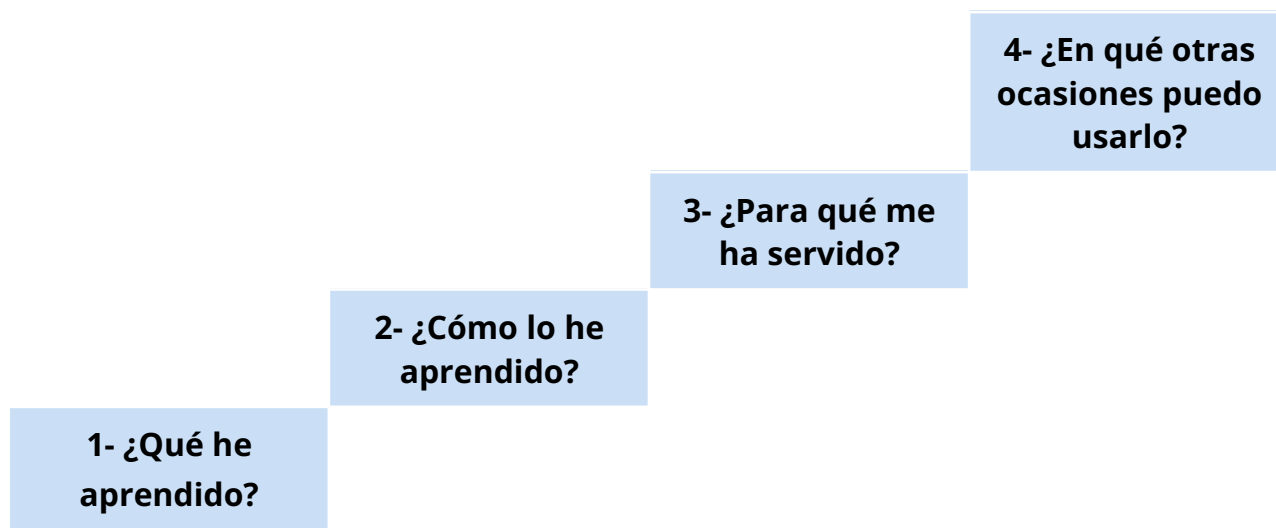 4- ¿En qué otras
ocasiones puedo
usarlo?
3- ¿Para qué me
ha servido?
2- ¿Cómo lo he
aprendido?
1- ¿Qué he
aprendido?